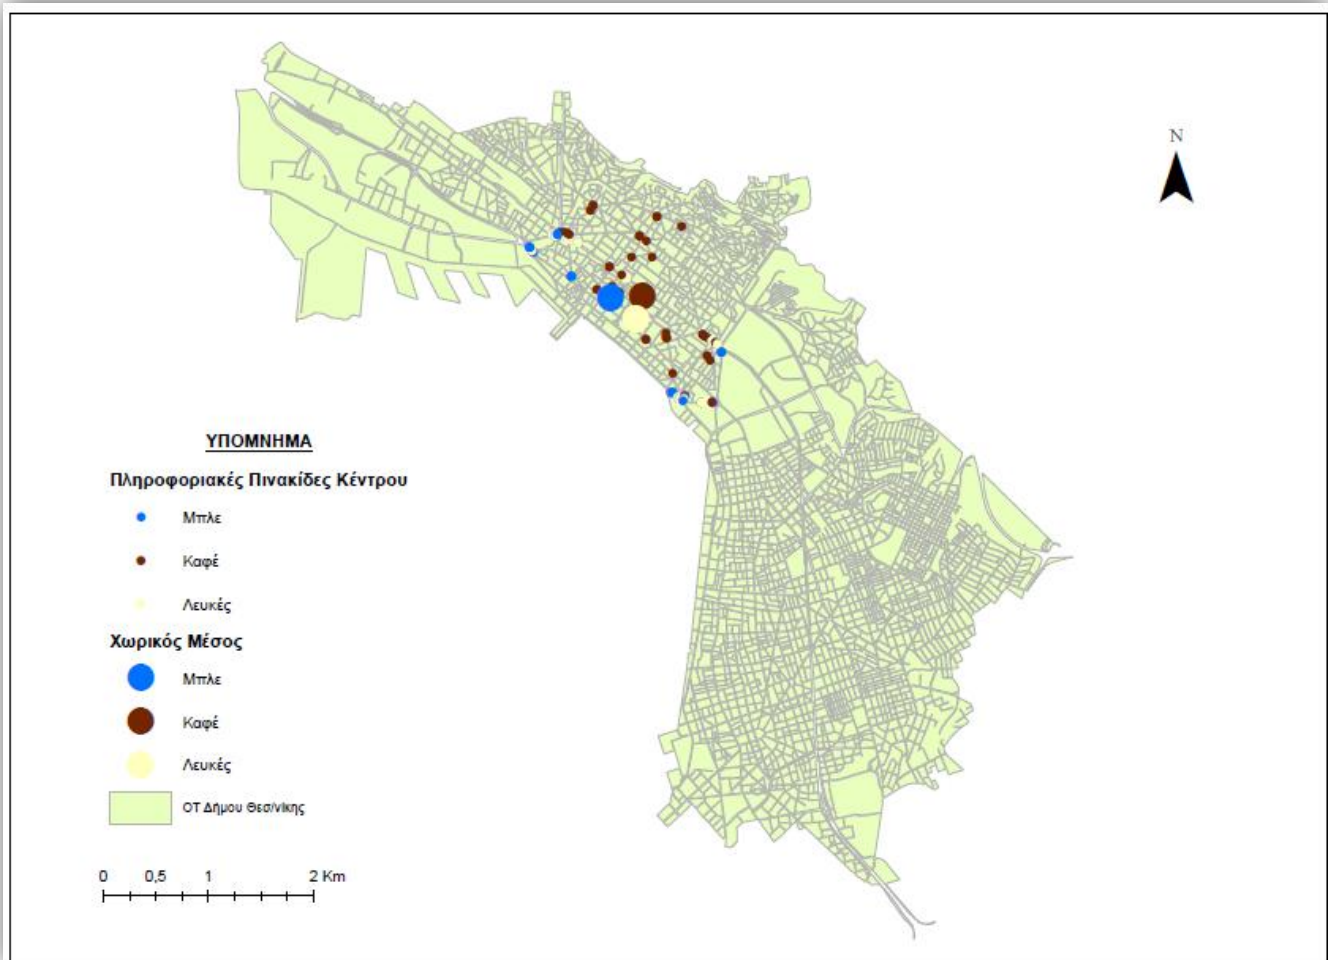 N
ΥΠΟΜΝΗΜΑ
Πληροφοριακές Πινακίδες Κέντρου
Μπλε
Καφέ
Λευκές
Χωρικός Μέσος
Μπλε
Καφέ
Λευκές
ΟΤ Δήμου Θεσ/νίκης
0 0,5 1 2 Km